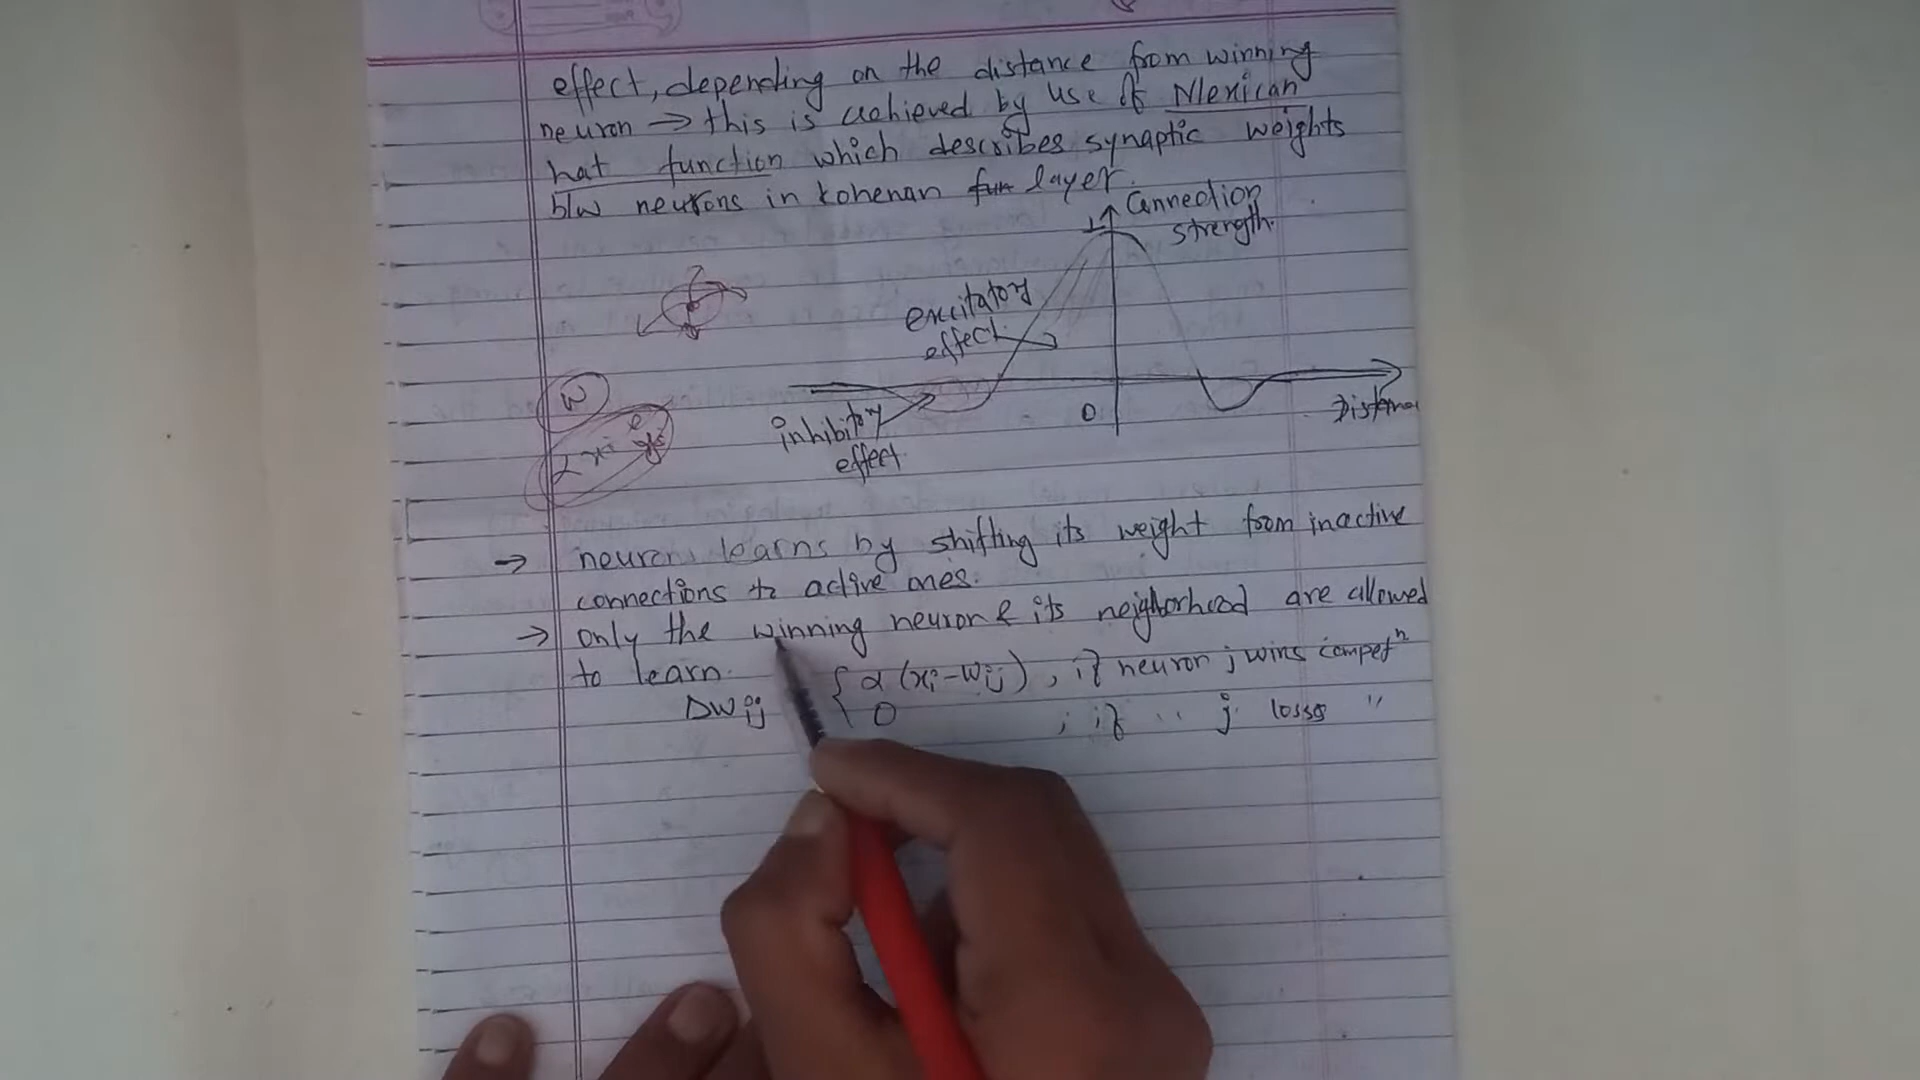 effect, depending on the distance from winning
neuron → this is achieved by use of Mexican
hat function which describes synaptic weights
b/w neurons in kohenan layer.
Connection
strength.
excitatory
effect
W
0
inhibitory
effect.
→ neuron learns by shifting its weight from inactive
connections to active ones.
→ only the winning neuron & its neighborhood are allowed
to learn.
{ α (xi - wij) , if neuron j wins competⁿ
Δwij { 0 ; if " j losses "